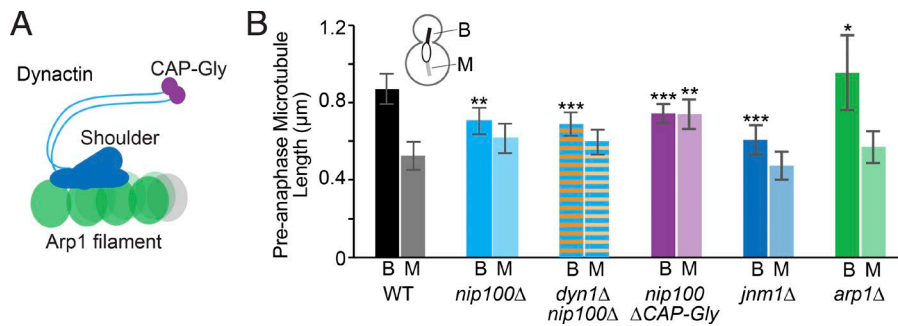 A
Dynactin
CAP-Gly
Shoulder
Arp1 filament
B
Pre-anaphase Microtubule
Length (μm)
1.2
0.8
0.4
0
B
M
**
***
*** **
***
*
B M B M B M B M B M B M
WT nip100Δ dyn1Δ nip100 jnm1Δ arp1Δ
nip100Δ ΔCAP-Gly